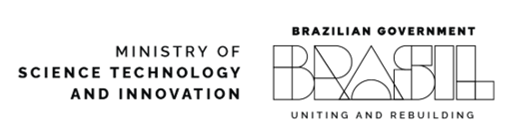 MINISTRY OF
SCIENCE TECHNOLOGY
AND INNOVATION
BRAZILIAN GOVERNMENT
BRASIL
UNITING AND REBUILDING